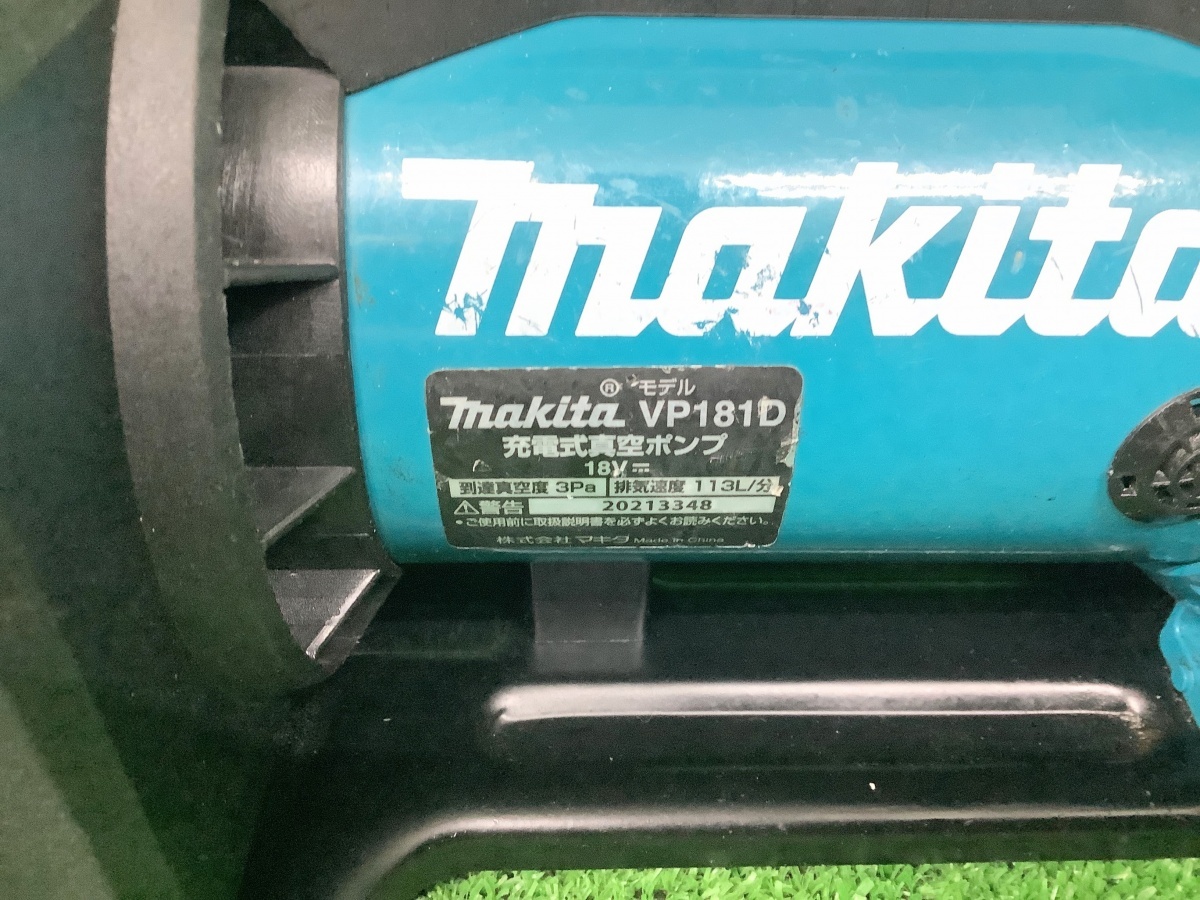 makita
® モデル
makita VP181D
充電式真空ポンプ
18V⎓
到達真空度 3Pa 排気速度 113L/分
⚠警告 20213348
•ご使用前に取扱説明書を必ずよくお読みください。
株式会社マキタ Made in China